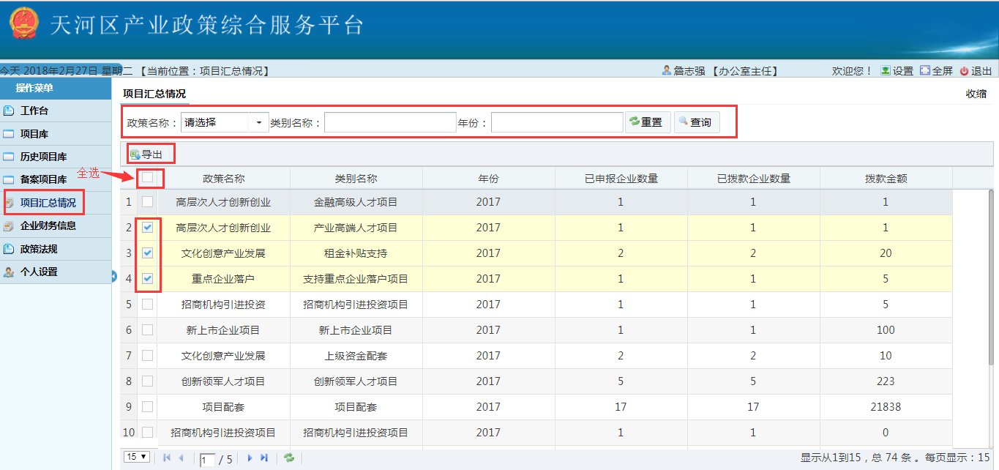 天河区产业政策综合服务平台
今天 2018年2月27日 星期二 【当前位置：项目汇总情况】 詹志强 【办公室主任】 欢迎您！ 设置 全屏 退出
操作菜单
工作台
项目库
历史项目库
备案项目库
项目汇总情况
企业财务信息
政策法规
个人设置
项目汇总情况 收缩
政策名称： 请选择 类别名称： 年份： 重置 查询
导出
全选
政策名称 类别名称 年份 已申报企业数量 已拨款企业数量 拨款金额
1 高层次人才创新创业 金融高级人才项目 2017 1 1 1
2 高层次人才创新创业 产业高端人才项目 2017 1 1 1
3 文化创意产业发展 租金补贴支持 2017 2 2 20
4 重点企业落户 支持重点企业落户项目 2017 1 1 5
5 招商机构引进投资 招商机构引进投资项目 2017 1 1 5
6 新上市企业项目 新上市企业项目 2017 1 1 100
7 文化创意产业发展 上级资金配套 2017 2 2 10
8 创新领军人才项目 创新领军人才项目 2017 5 5 223
9 项目配套 项目配套 2017 17 17 21838
10 招商机构引进投资项目 招商机构引进投资项目 2017 1 1 0
15 1 / 5 显示从1到15，总 74 条 。每页显示：15